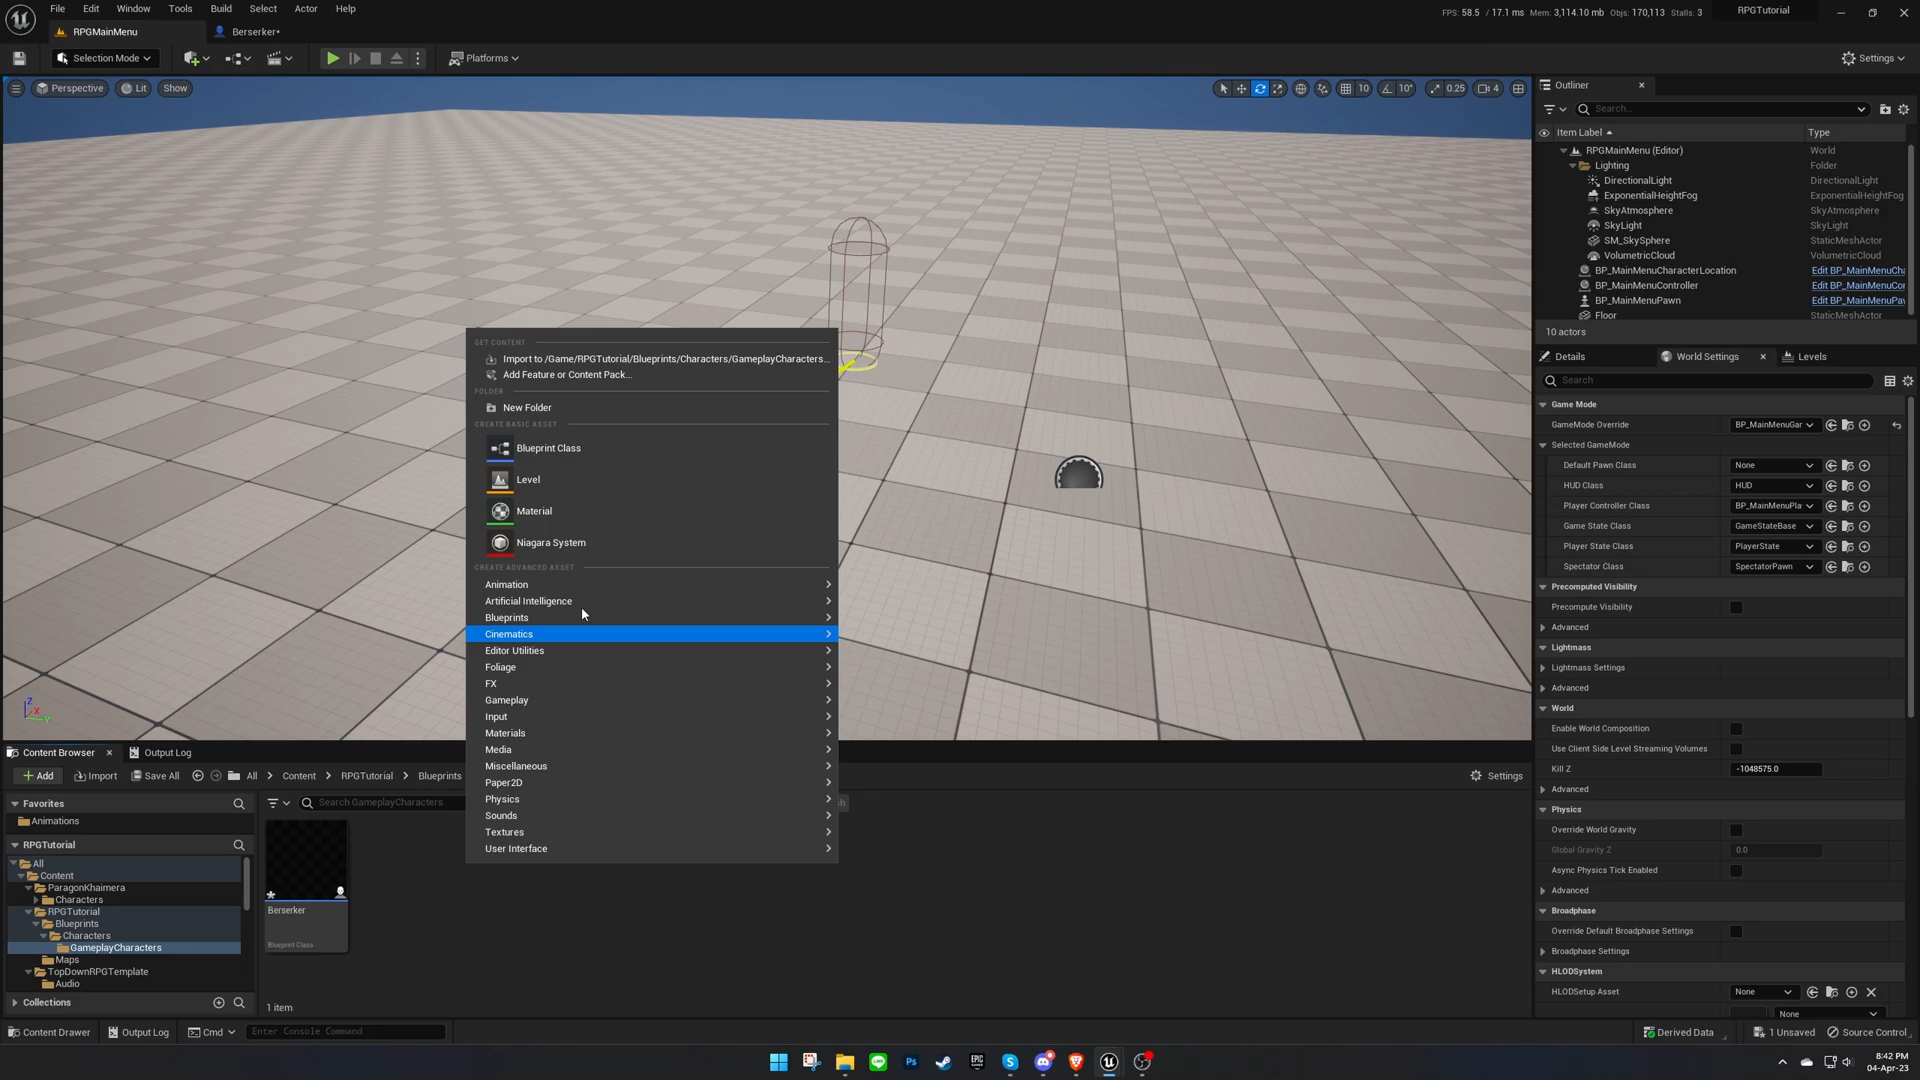 File Edit Window Tools Build Select Actor Help
FPS: 58.5 / 17.1 ms Mem: 3,114.10 mb Objs: 170,113 Stalls: 3
RPGTutorial
RPGMainMenu
Berserker*
Selection Mode
Platforms
Settings
Perspective
Lit
Show
10
10°
0.25
4
Outliner
Search...
Item Label
Type
RPGMainMenu (Editor) World
Lighting Folder
DirectionalLight DirectionalLight
ExponentialHeightFog ExponentialHeightFog
SkyAtmosphere SkyAtmosphere
SkyLight SkyLight
SM_SkySphere StaticMeshActor
VolumetricCloud VolumetricCloud
BP_MainMenuCharacterLocation Edit BP_MainMenuCha
BP_MainMenuController Edit BP_MainMenuCor
BP_MainMenuPawn Edit BP_MainMenuPav
Floor StaticMeshActor
10 actors
Details
World Settings
Levels
Search
Game Mode
GameMode Override BP_MainMenuGar
Selected GameMode
Default Pawn Class None
HUD Class HUD
Player Controller Class BP_MainMenuPla
Game State Class GameStateBase
Player State Class PlayerState
Spectator Class SpectatorPawn
Precomputed Visibility
Precompute Visibility
Advanced
Lightmass
Lightmass Settings
Advanced
World
Enable World Composition
Use Client Side Level Streaming Volumes
Kill Z -1048575.0
Advanced
Physics
Override World Gravity
Global Gravity Z 0.0
Async Physics Tick Enabled
Advanced
Broadphase
Override Default Broadphase Settings
Broadphase Settings
HLODSystem
HLODSetup Asset None
None
GET CONTENT
Import to /Game/RPGTutorial/Blueprints/Characters/GameplayCharacters...
Add Feature or Content Pack...
FOLDER
New Folder
CREATE BASIC ASSET
Blueprint Class
Level
Material
Niagara System
CREATE ADVANCED ASSET
Animation
Artificial Intelligence
Blueprints
Cinematics
Editor Utilities
Foliage
FX
Gameplay
Input
Materials
Media
Miscellaneous
Paper2D
Physics
Sounds
Textures
User Interface
Z
X
Y
Content Browser
Output Log
Add
Import
Save All
All
Content
RPGTutorial
Blueprints
Settings
Favorites
Animations
RPGTutorial
All
Content
ParagonKhaimera
Characters
RPGTutorial
Blueprints
Characters
GameplayCharacters
Maps
TopDownRPGTemplate
Audio
Collections
Search GameplayCharacters
Berserker
Blueprint Class
1 item
Content Drawer
Output Log
Cmd
Enter Console Command
Derived Data
1 Unsaved
Source Control
LINE
Ps
EPIC
8:42 PM
04-Apr-23